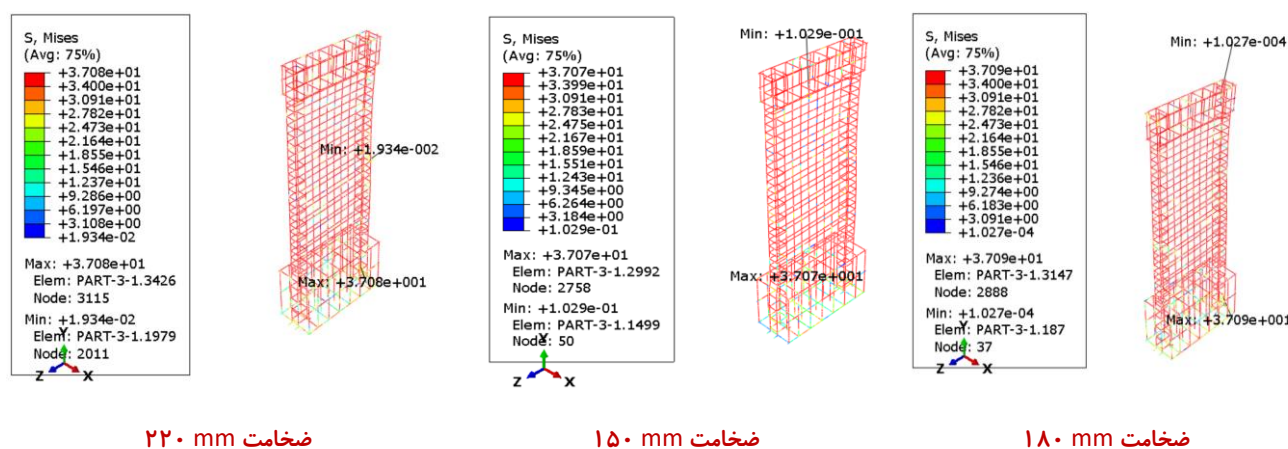 S, Mises
(Avg: 75%)
+3.708e+01
+3.400e+01
+3.091e+01
+2.782e+01
+2.473e+01
+2.164e+01
+1.855e+01
+1.546e+01
+1.237e+01
+9.286e+00
+6.197e+00
+3.108e+00
+1.934e-02
Max: +3.708e+01
Elem: PART-3-1.3426
Node: 3115
Min: +1.934e-02
Elem: PART-3-1.1979
Node: 2011
Y
Z X
Min: +1.934e-002
Max: +3.708e+001
ضخامت mm ۲۲۰
S, Mises
(Avg: 75%)
+3.707e+01
+3.399e+01
+3.091e+01
+2.783e+01
+2.475e+01
+2.167e+01
+1.859e+01
+1.551e+01
+1.243e+01
+9.345e+00
+6.264e+00
+3.184e+00
+1.029e-01
Max: +3.707e+01
Elem: PART-3-1.2992
Node: 2758
Min: +1.029e-01
Elem: PART-3-1.1499
Node: 50
Y
Z X
Min: +1.029e-001
Max: +3.707e+001
ضخامت mm ۱۵۰
S, Mises
(Avg: 75%)
+3.709e+01
+3.400e+01
+3.091e+01
+2.782e+01
+2.473e+01
+2.164e+01
+1.855e+01
+1.546e+01
+1.236e+01
+9.274e+00
+6.183e+00
+3.091e+00
+1.027e-04
Max: +3.709e+01
Elem: PART-3-1.3147
Node: 2888
Min: +1.027e-04
Elem: PART-3-1.187
Node: 37
Y
Z X
Min: +1.027e-004
Max: +3.709e+001
ضخامت mm ۱۸۰